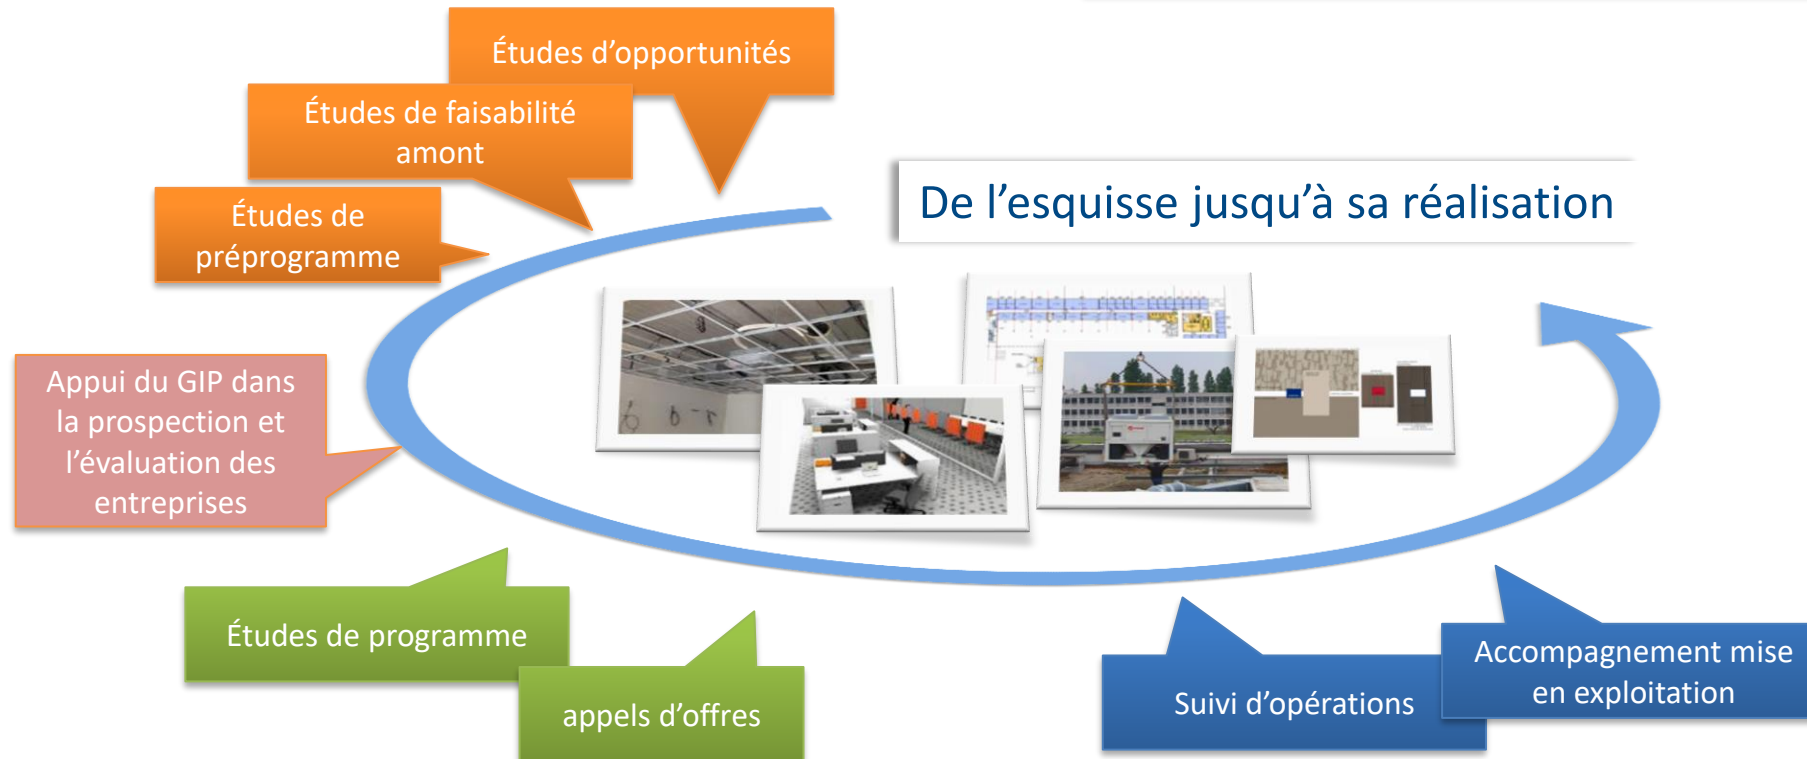 Études d’opportunités
Études de faisabilité
amont
Études de
préprogramme
De l’esquisse jusqu’à sa réalisation
Appui du GIP dans
la prospection et
l’évaluation des
entreprises
Études de programme
appels d’offres
Suivi d’opérations
Accompagnement mise
en exploitation